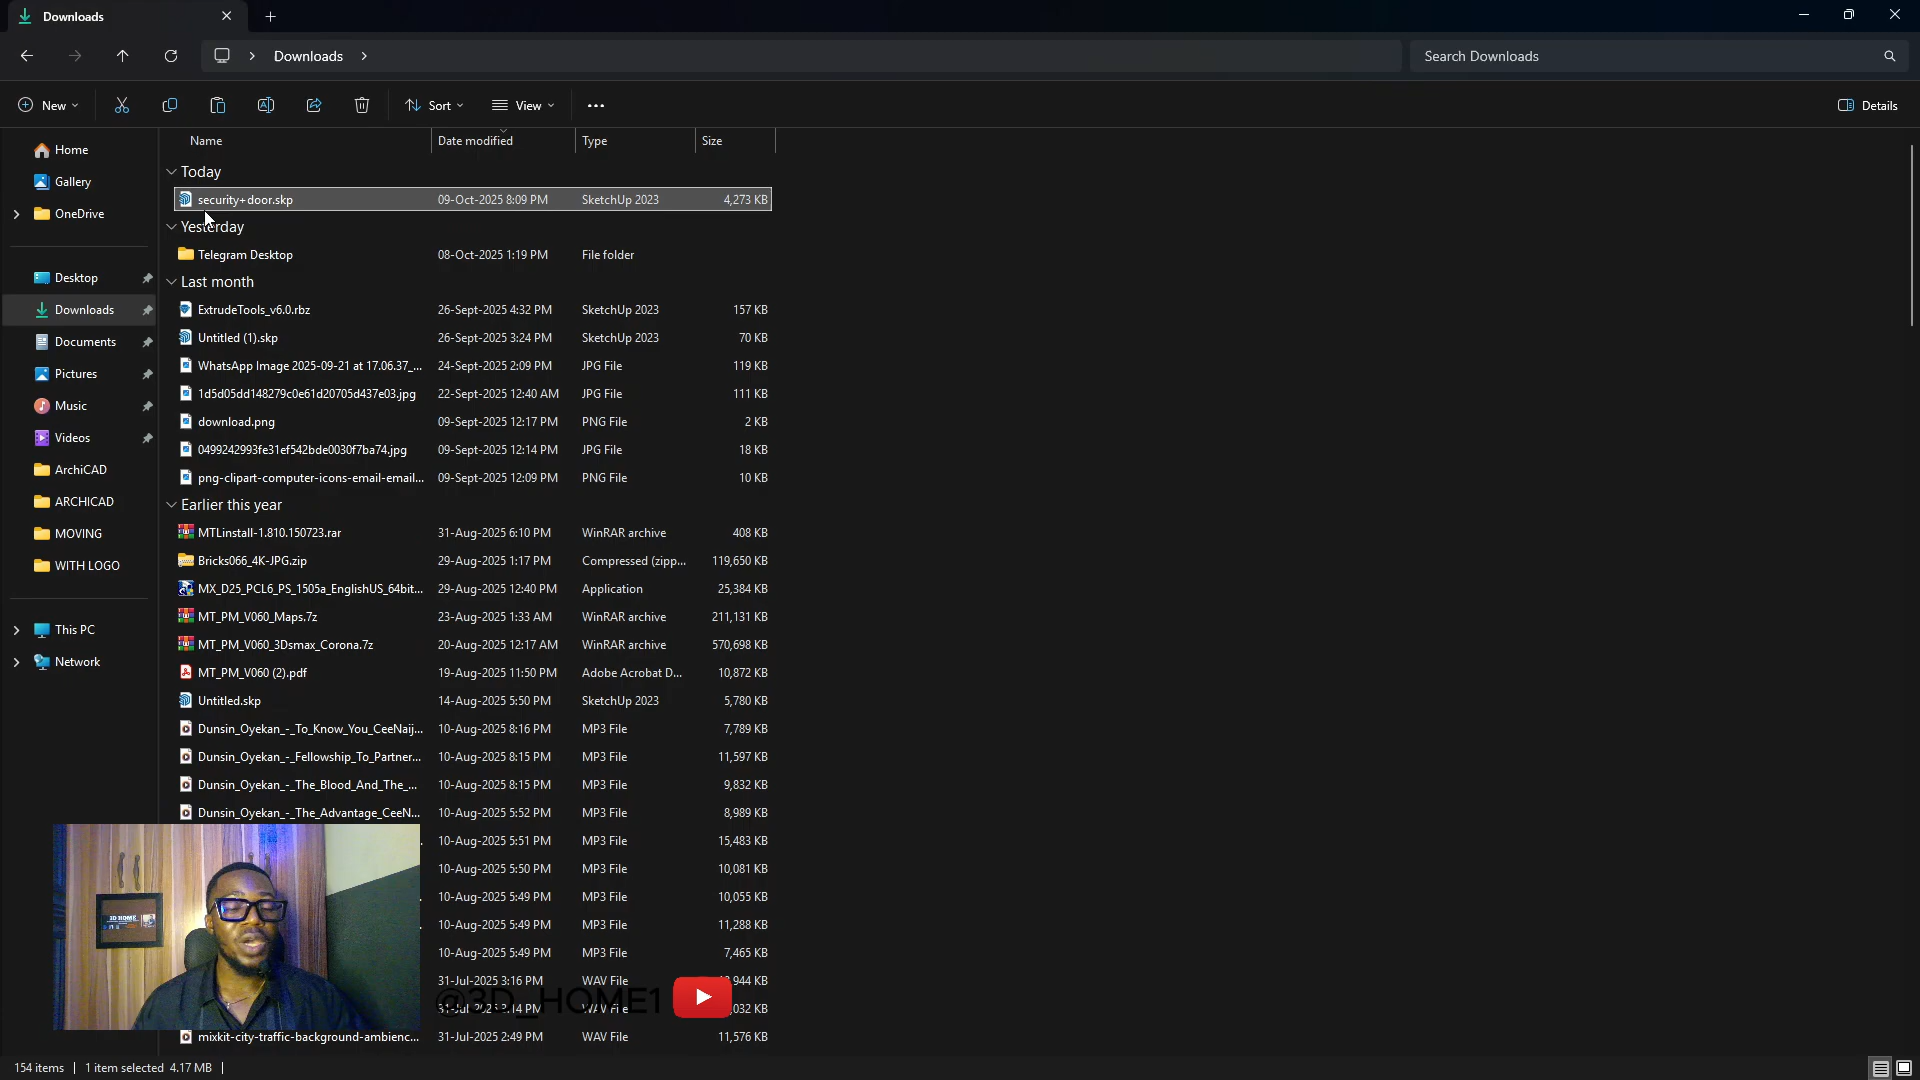 Downloads
Downloads
Search Downloads
New
Sort
View
Details
Name Date modified Type Size
Home
Gallery
OneDrive
Desktop
Downloads
Documents
Pictures
Music
Videos
ArchiCAD
ARCHICAD
MOVING
WITH LOGO
This PC
Network
Today
security+door.skp 09-Oct-2025 8:09 PM SketchUp 2023 4,273 KB
Yesterday
Telegram Desktop 08-Oct-2025 1:19 PM File folder
Last month
ExtrudeTools_v6.0.rbz 26-Sept-2025 4:32 PM SketchUp 2023 157 KB
Untitled (1).skp 26-Sept-2025 3:24 PM SketchUp 2023 70 KB
WhatsApp Image 2025-09-21 at 17.06.37_... 24-Sept-2025 2:09 PM JPG File 119 KB
1d5d05dd148279c0e61d20705d437e03.jpg 22-Sept-2025 12:40 AM JPG File 111 KB
download.png 09-Sept-2025 12:17 PM PNG File 2 KB
0499242993fe31ef542bde0030f7ba74.jpg 09-Sept-2025 12:14 PM JPG File 18 KB
png-clipart-computer-icons-email-email... 09-Sept-2025 12:09 PM PNG File 10 KB
Earlier this year
MTLinstall-1.810.150723.rar 31-Aug-2025 6:10 PM WinRAR archive 408 KB
Bricks066_4K-JPG.zip 29-Aug-2025 1:17 PM Compressed (zipp... 119,650 KB
MX_D25_PCL6_PS_1505a_EnglishUS_64bit... 29-Aug-2025 12:40 PM Application 25,384 KB
MT_PM_V060_Maps.7z 23-Aug-2025 1:33 AM WinRAR archive 211,131 KB
MT_PM_V060_3Dsmax_Corona.7z 20-Aug-2025 12:17 AM WinRAR archive 570,698 KB
MT_PM_V060 (2).pdf 19-Aug-2025 11:50 PM Adobe Acrobat D... 10,872 KB
Untitled.skp 14-Aug-2025 5:50 PM SketchUp 2023 5,780 KB
Dunsin_Oyekan_-_To_Know_You_CeeNaij... 10-Aug-2025 8:16 PM MP3 File 7,789 KB
Dunsin_Oyekan_-_Fellowship_To_Partner... 10-Aug-2025 8:15 PM MP3 File 11,597 KB
Dunsin_Oyekan_-_The_Blood_And_The_... 10-Aug-2025 8:15 PM MP3 File 9,832 KB
Dunsin_Oyekan_-_The_Advantage_CeeN... 10-Aug-2025 5:52 PM MP3 File 8,989 KB
10-Aug-2025 5:51 PM MP3 File 15,483 KB
10-Aug-2025 5:50 PM MP3 File 10,081 KB
10-Aug-2025 5:49 PM MP3 File 10,055 KB
10-Aug-2025 5:49 PM MP3 File 11,288 KB
10-Aug-2025 5:49 PM MP3 File 7,465 KB
31-Jul-2025 3:16 PM WAV File 944 KB
@3D_HOME1
WAV File ,032 KB
mixkit-city-traffic-background-ambienc... 31-Jul-2025 2:49 PM WAV File 11,576 KB
3D HOME
154 items 1 item selected 4.17 MB